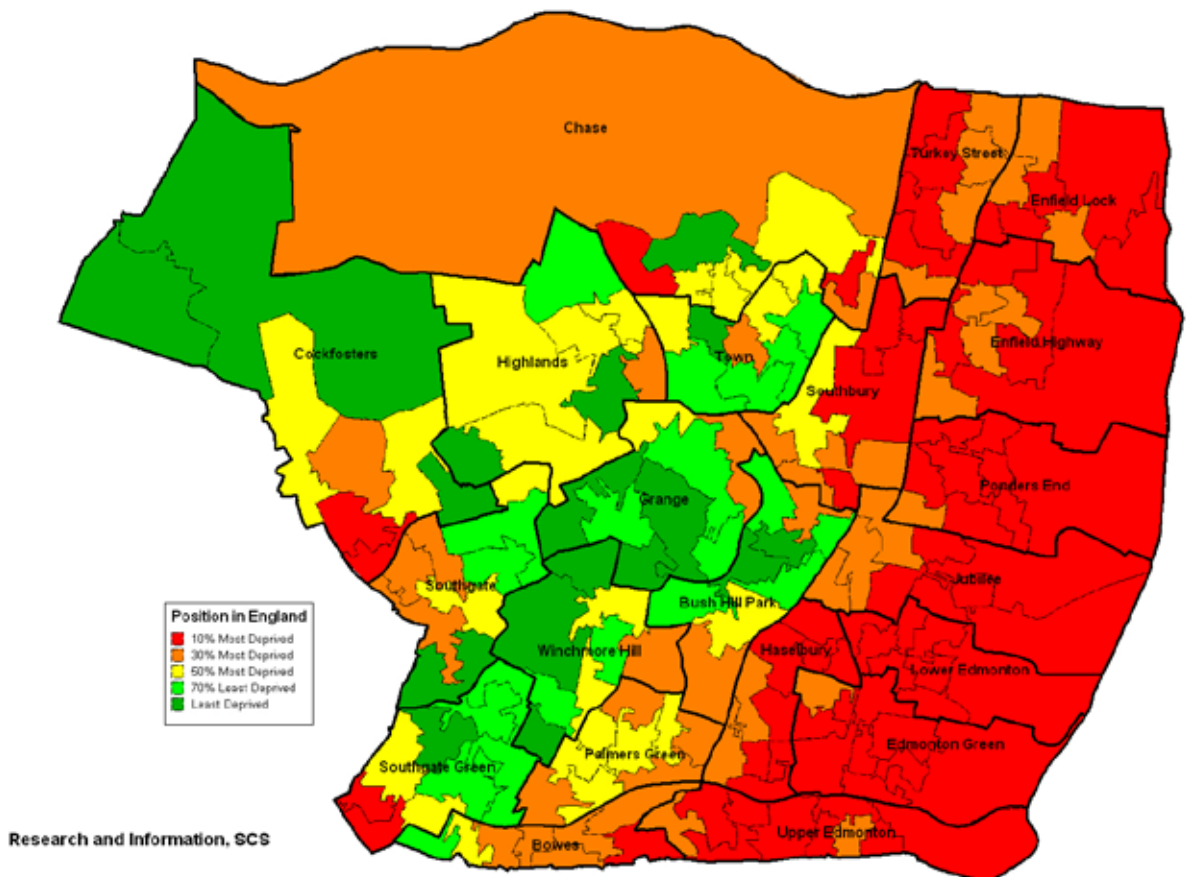 Chase
Turkey Street
Enfield Lock
Cockfosters
Highlands
Town
Enfield Highway
Southbury
Ponders End
Grange
Southgate
Jubilee
Bush Hill Park
Winchmore Hill
Haselbury
Lower Edmonton
Palmers Green
Edmonton Green
Southgate Green
Upper Edmonton
Bowes
Position in England
10% Most Deprived
30% Most Deprived
50% Most Deprived
70% Least Deprived
Least Deprived
Research and Information, SCS